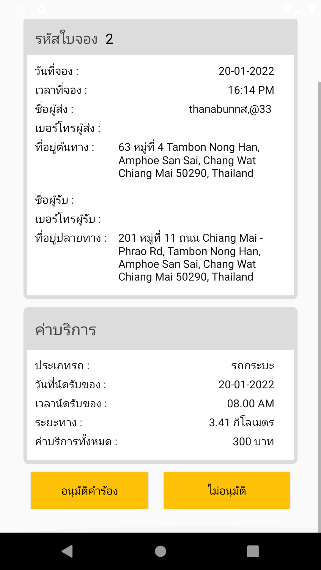 รหัสใบจอง 2
วันที่จอง : 20-01-2022
เวลาที่จอง : 16:14 PM
ชื่อผู้ส่ง : thanabunnส,@33
เบอร์โทรผู้ส่ง :
ที่อยู่ต้นทาง : 63 หมู่ที่ 4 Tambon Nong Han,
Amphoe San Sai, Chang Wat
Chiang Mai 50290, Thailand
ชื่อผู้รับ :
เบอร์โทรผู้รับ :
ที่อยู่ปลายทาง : 201 หมู่ที่ 11 ถนน Chiang Mai -
Phrao Rd, Tambon Nong Han,
Amphoe San Sai, Chang Wat
Chiang Mai 50290, Thailand
ค่าบริการ
ประเภทรถ : รถกระบะ
วันที่นัดรับของ : 20-01-2022
เวลานัดรับของ : 08.00 AM
ระยะทาง : 3.41 กิโลเมตร
ค่าบริการทั้งหมด : 300 บาท
อนุมัติคำร้อง ไม่อนุมัติ